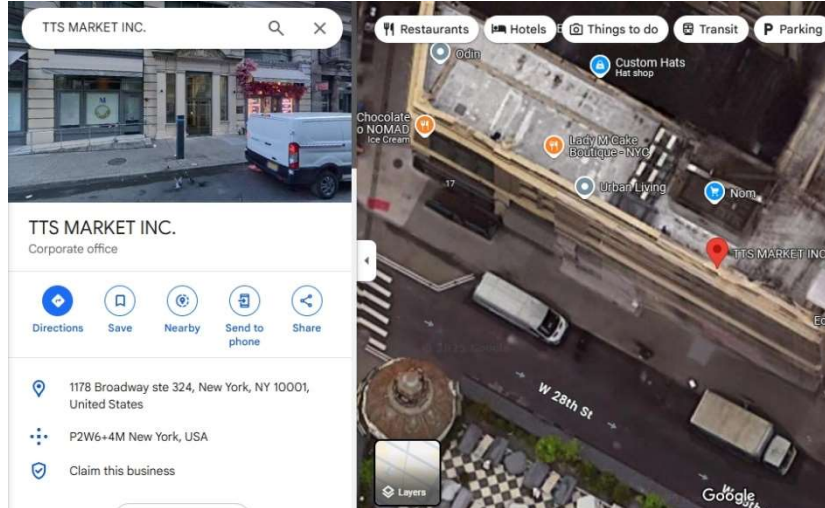 TTS MARKET INC.
TTS MARKET INC.
Corporate office
Directions
Save
Nearby
Send to
phone
Share
1178 Broadway ste 324, New York, NY 10001,
United States
P2W6+4M New York, USA
Claim this business
Restaurants
Hotels
Things to do
Transit
P Parking
Odin
Custom Hats
Hat shop
Chocolate
o NOMAD
Ice Cream
Lady M Cake
Boutique - NYC
17
Urban Living
Nom
TTS MARKET INC
W 28th St
Layers
Google